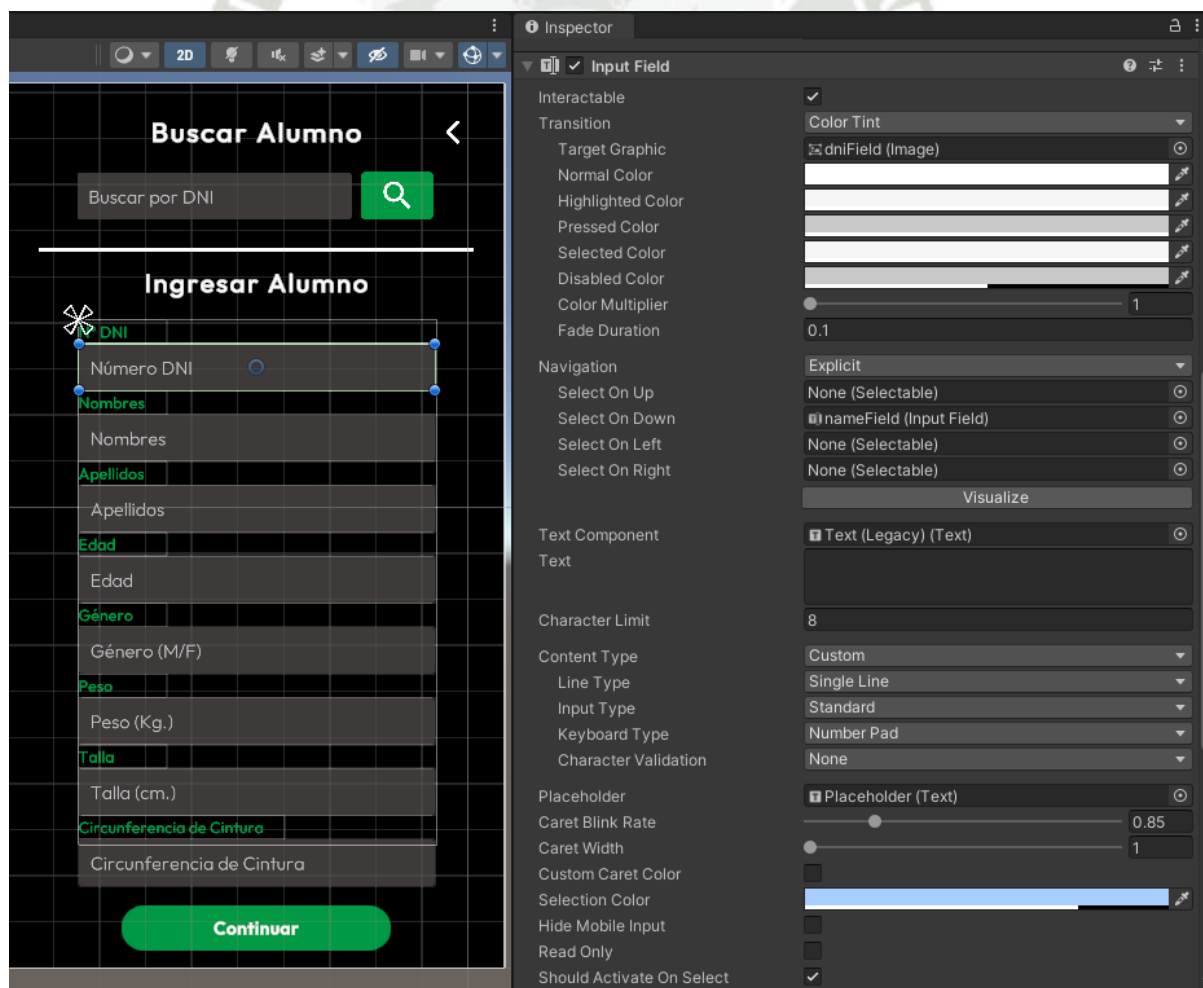 2D
Buscar Alumno
Buscar por DNI
Ingresar Alumno
N° DNI
Número DNI
Nombres
Nombres
Apellidos
Apellidos
Edad
Edad
Género
Género (M/F)
Peso
Peso (Kg.)
Talla
Talla (cm.)
Circunferencia de Cintura
Circunferencia de Cintura
Continuar
Inspector
Input Field
Interactable
Transition Color Tint
Target Graphic dniField (Image)
Normal Color
Highlighted Color
Pressed Color
Selected Color
Disabled Color
Color Multiplier 1
Fade Duration 0.1
Navigation Explicit
Select On Up None (Selectable)
Select On Down nameField (Input Field)
Select On Left None (Selectable)
Select On Right None (Selectable)
Visualize
Text Component Text (Legacy) (Text)
Text
Character Limit 8
Content Type Custom
Line Type Single Line
Input Type Standard
Keyboard Type Number Pad
Character Validation None
Placeholder Placeholder (Text)
Caret Blink Rate 0.85
Caret Width 1
Custom Caret Color
Selection Color
Hide Mobile Input
Read Only
Should Activate On Select